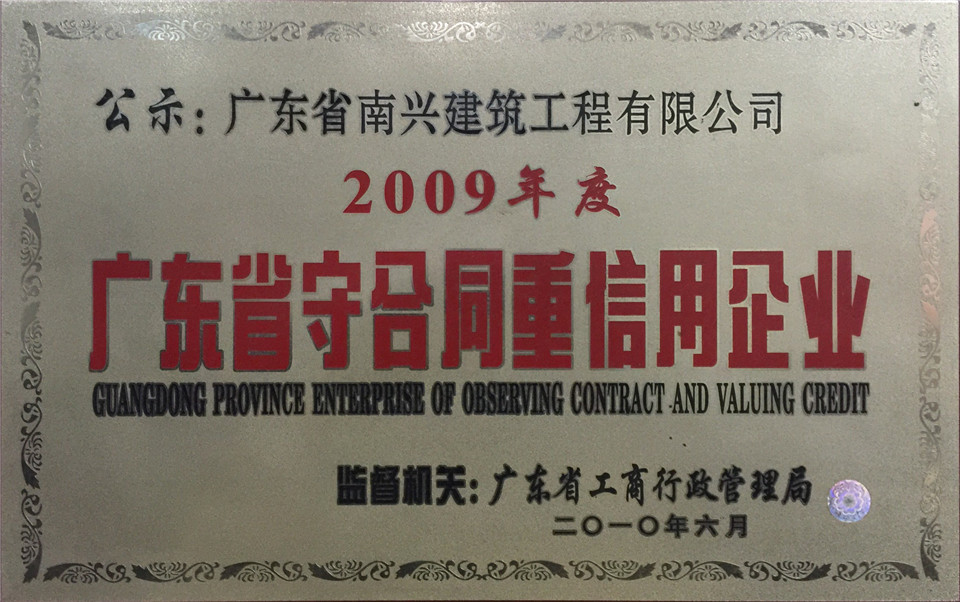 公示：广东省南兴建筑工程有限公司
2009年度
广东省守合同重信用企业
GUANGDONG PROVINCE ENTERPRISE OF OBSERVING CONTRACT AND VALUING CREDIT
监督机关：广东省工商行政管理局
二〇一〇年六月